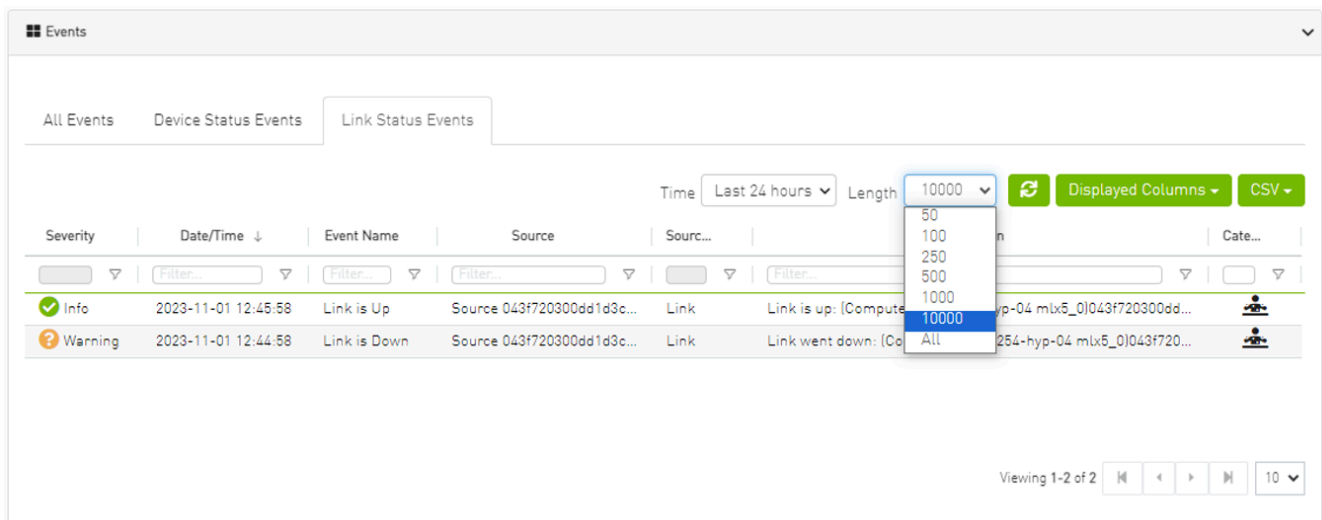 Events
All Events Device Status Events Link Status Events
Time Last 24 hours Length 10000 Displayed Columns CSV
50
100
250
500
1000
10000
All
Severity Date/Time ↓ Event Name Source Sourc... n Cate...
Filter... Filter... Filter... Filter...
Info 2023-11-01 12:45:58 Link is Up Source 043f720300dd1d3c... Link Link is up: (Compute yp-04 mlx5_0)043f720300dd...
Warning 2023-11-01 12:44:58 Link is Down Source 043f720300dd1d3c... Link Link went down: (Co 254-hyp-04 mlx5_0)043f720...
Viewing 1-2 of 2 10